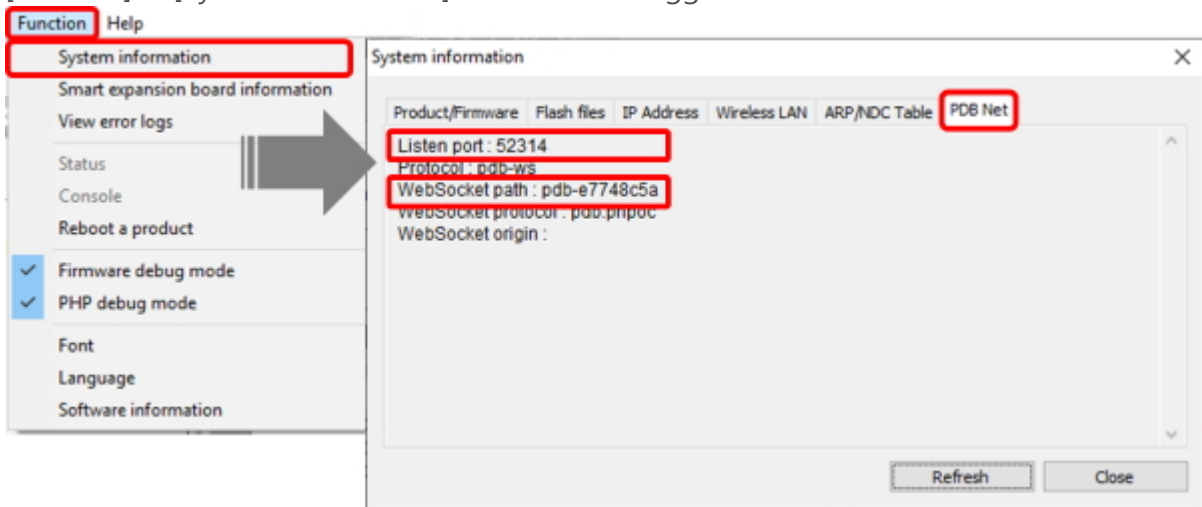 Function Help
System information
Smart expansion board information
View error logs
Status
Console
Reboot a product
Firmware debug mode
PHP debug mode
Font
Language
Software information
System information
Product/Firmware Flash files IP Address Wireless LAN ARP/NDC Table PDB Net
Listen port : 52314
Protocol : pdb-ws
WebSocket path : pdb-e7748c5a
WebSocket protocol : pdb.phpoc
WebSocket origin :
Refresh Close